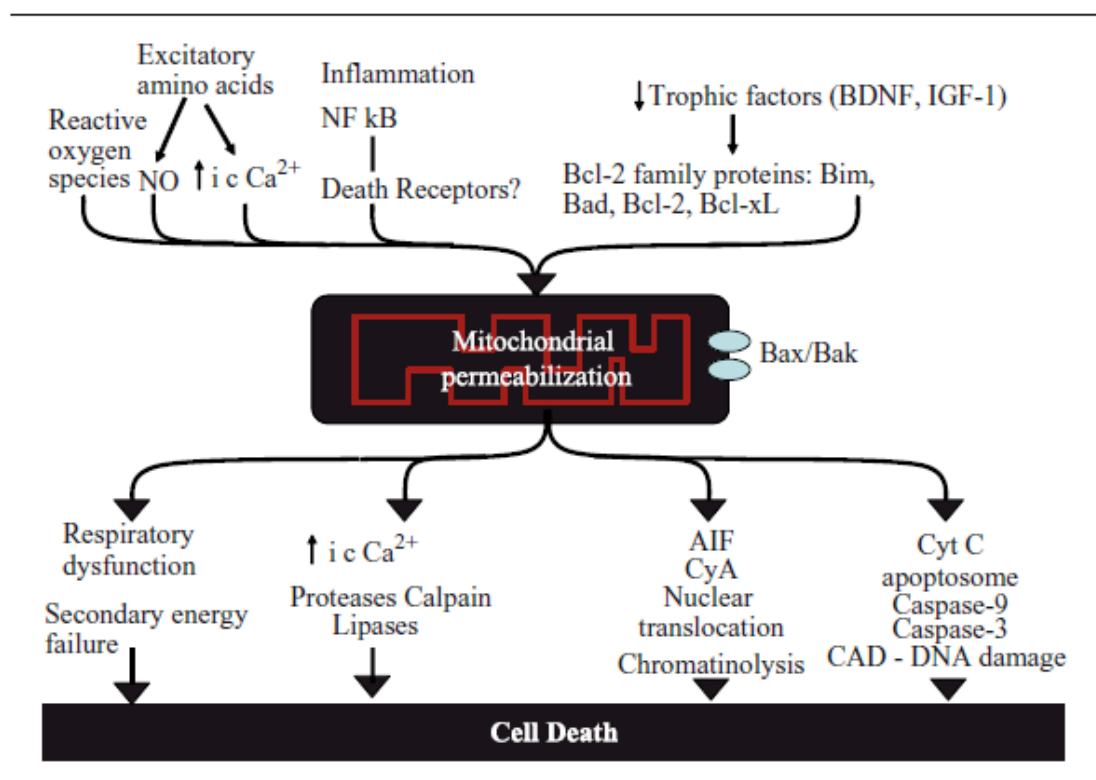 Excitatory
amino acids
Reactive
oxygen
species NO
↑ i c Ca2+
Inflammation
NF kB
Death Receptors?
↓ Trophic factors (BDNF, IGF-1)
Bcl-2 family proteins: Bim,
Bad, Bcl-2, Bcl-xL
Mitochondrial
permeabilization
Bax/Bak
Respiratory
dysfunction
Secondary energy
failure
↑ i c Ca2+
Proteases Calpain
Lipases
AIF
CyA
Nuclear
translocation
Chromatinolysis
Cyt C
apoptosome
Caspase-9
Caspase-3
CAD - DNA damage
Cell Death